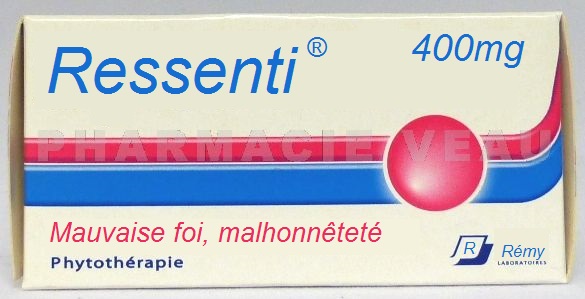 Ressenti® 400mg
PHARMACIE VEAU
Mauvaise foi, malhonnêteté
Phytothérapie
R Rémy
LABORATOIRES